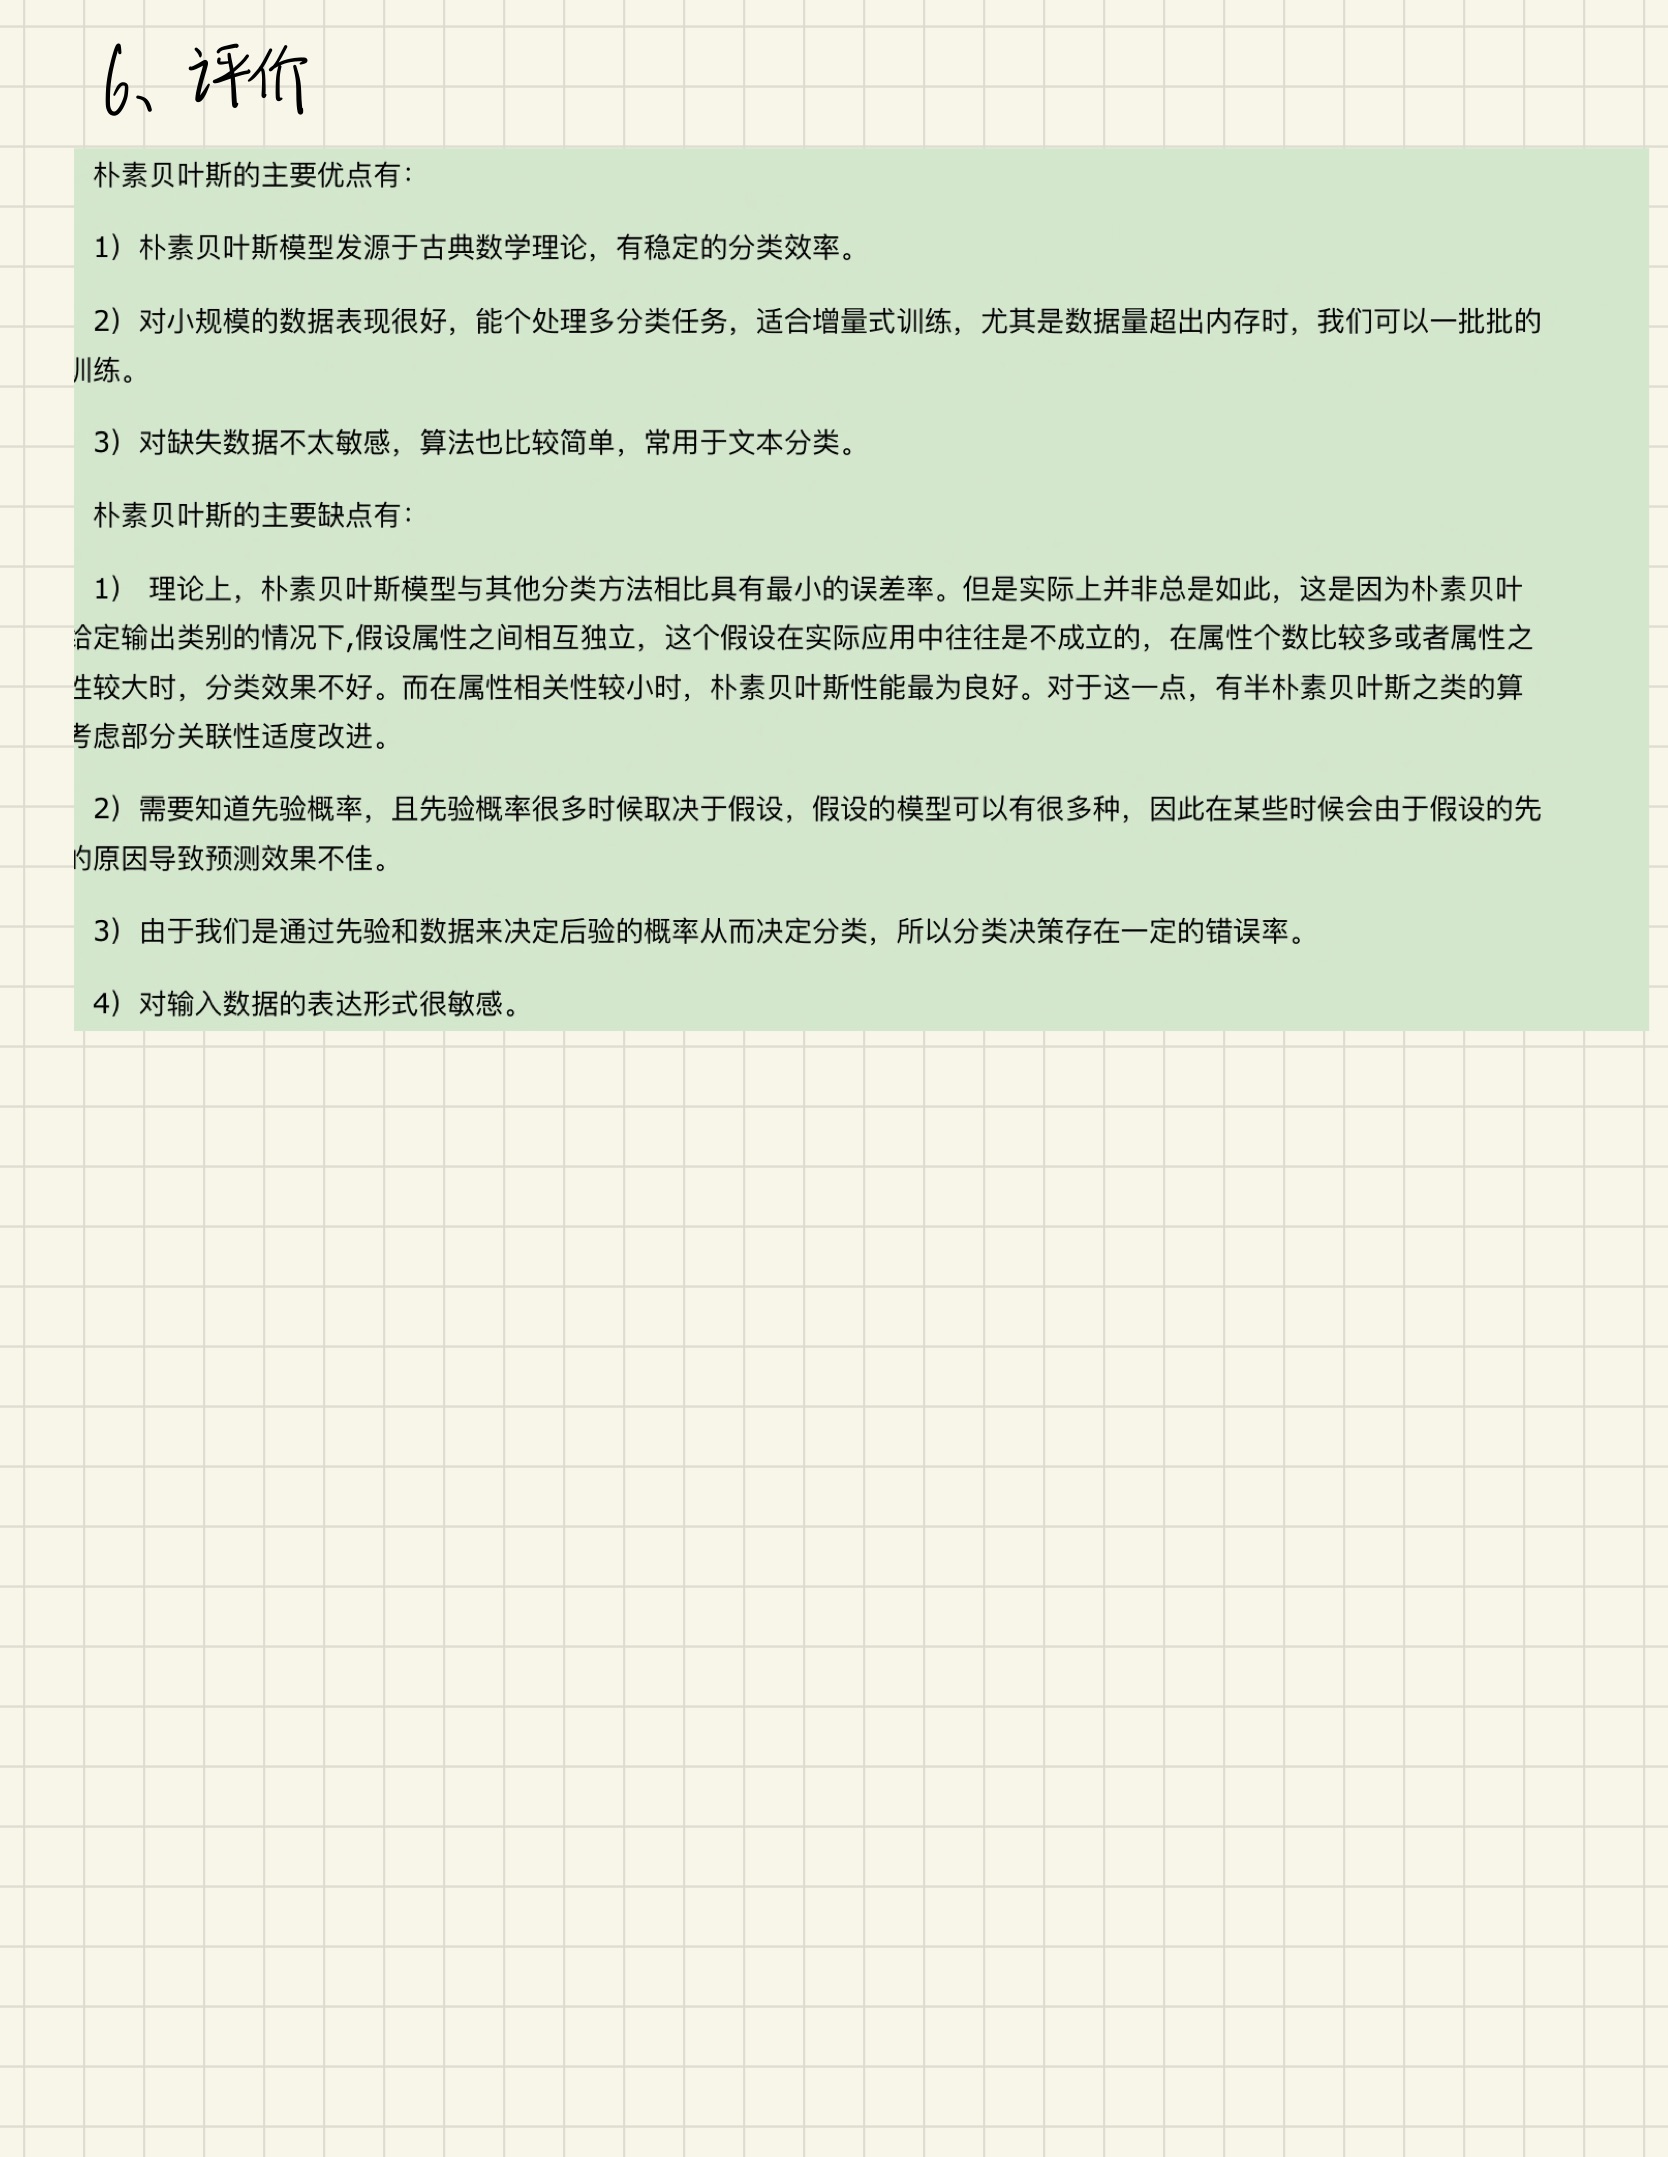 6、评价
朴素贝叶斯的主要优点有：
1）朴素贝叶斯模型发源于古典数学理论，有稳定的分类效率。
2）对小规模的数据表现很好，能个处理多分类任务，适合增量式训练，尤其是数据量超出内存时，我们可以一批批的
训练。
3）对缺失数据不太敏感，算法也比较简单，常用于文本分类。
朴素贝叶斯的主要缺点有：
1） 理论上，朴素贝叶斯模型与其他分类方法相比具有最小的误差率。但是实际上并非总是如此，这是因为朴素贝叶
给定输出类别的情况下,假设属性之间相互独立，这个假设在实际应用中往往是不成立的，在属性个数比较多或者属性之
性较大时，分类效果不好。而在属性相关性较小时，朴素贝叶斯性能最为良好。对于这一点，有半朴素贝叶斯之类的算
考虑部分关联性适度改进。
2）需要知道先验概率，且先验概率很多时候取决于假设，假设的模型可以有很多种，因此在某些时候会由于假设的先
的原因导致预测效果不佳。
3）由于我们是通过先验和数据来决定后验的概率从而决定分类，所以分类决策存在一定的错误率。
4）对输入数据的表达形式很敏感。